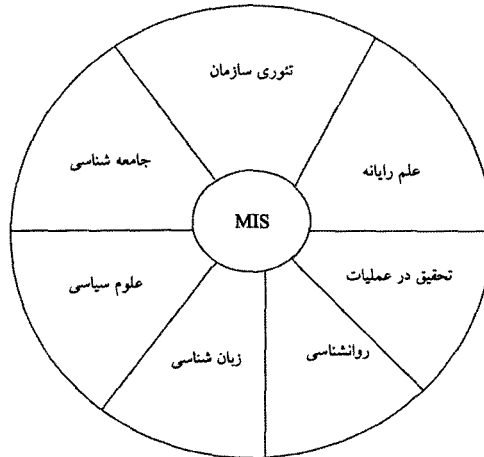 تئوری سازمان
جامعه شناسی
علم رایانه
MIS
تحقیق در عملیات
علوم سیاسی
روانشناسی
زبان شناسی